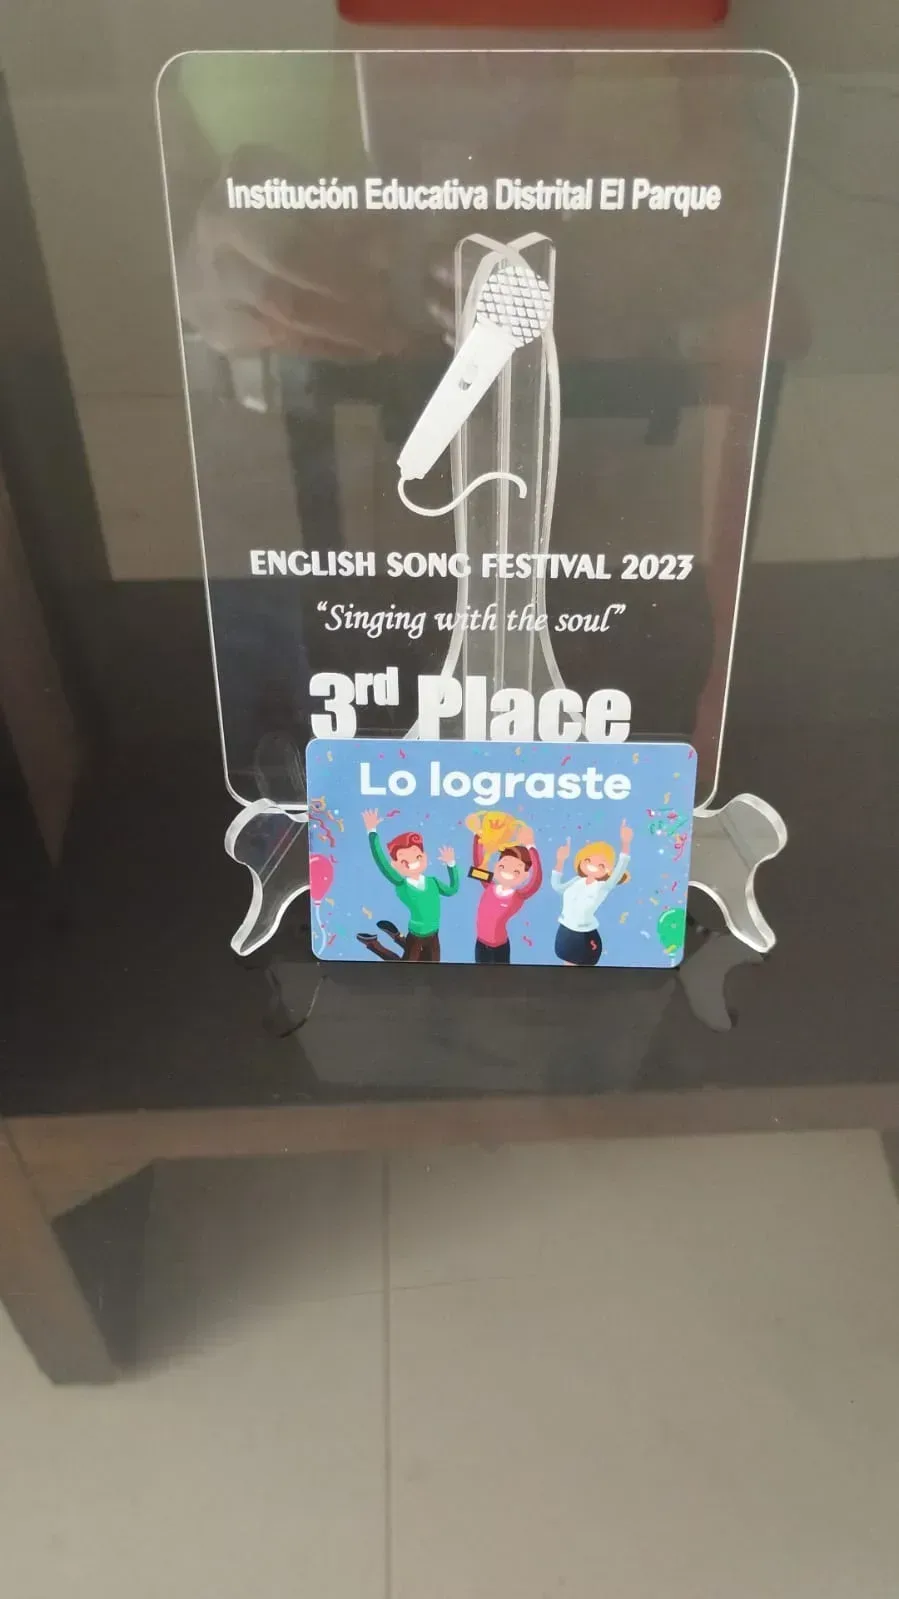 Institución Educativa Distrital El Parque
ENGLISH SONG FESTIVAL 2023
“Singing with the soul”
3rd Place
Lo lograste